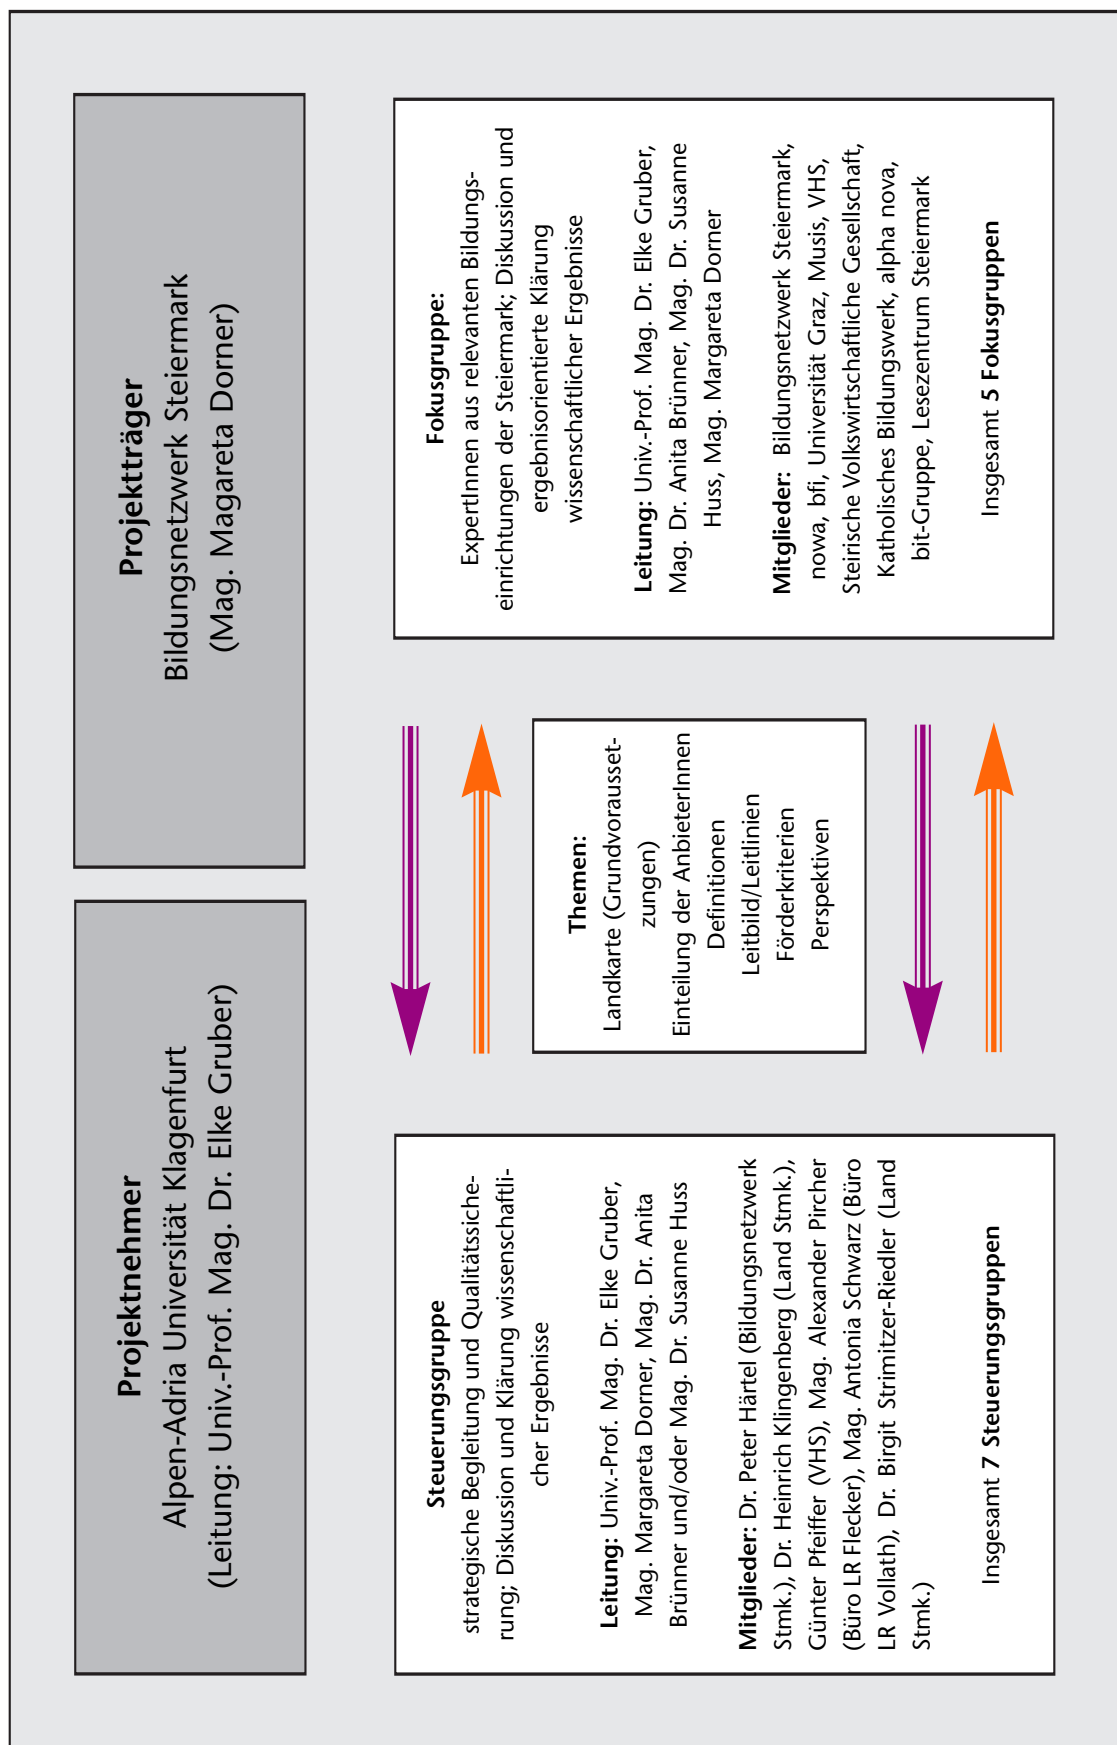 Projektnehmer
Alpen-Adria Universität Klagenfurt
(Leitung: Univ.-Prof. Mag. Dr. Elke Gruber)
Projektträger
Bildungsnetzwerk Steiermark
(Mag. Magareta Dorner)
Steuerungsgruppe
strategische Begleitung und Qualitätssiche-
rung; Diskussion und Klärung wissenschaftli-
cher Ergebnisse
Leitung: Univ.-Prof. Mag. Dr. Elke Gruber,
Mag. Margareta Dorner, Mag. Dr. Anita
Brünner und/oder Mag. Dr. Susanne Huss
Mitglieder: Dr. Peter Härtel (Bildungsnetzwerk
Stmk.), Dr. Heinrich Klingenberg (Land Stmk.),
Günter Pfeiffer (VHS), Mag. Alexander Pircher
(Büro LR Flecker), Mag. Antonia Schwarz (Büro
LR Vollath), Dr. Birgit Strimitzer-Riedler (Land
Stmk.)
Insgesamt 7 Steuerungsgruppen
Themen:
Landkarte (Grundvorausset-
zungen)
Einteilung der AnbieterInnen
Definitionen
Leitbild/Leitlinien
Förderkriterien
Perspektiven
Fokusgruppe:
ExpertInnen aus relevanten Bildungs-
einrichtungen der Steiermark; Diskussion und
ergebnisorientierte Klärung
wissenschaftlicher Ergebnisse
Leitung: Univ.-Prof. Mag. Dr. Elke Gruber,
Mag. Dr. Anita Brünner, Mag. Dr. Susanne
Huss, Mag. Margareta Dorner
Mitglieder: Bildungsnetzwerk Steiermark,
nowa, bfi, Universität Graz, Musis, VHS,
Steirische Volkswirtschaftliche Gesellschaft,
Katholisches Bildungswerk, alpha nova,
bit-Gruppe, Lesezentrum Steiermark
Insgesamt 5 Fokusgruppen